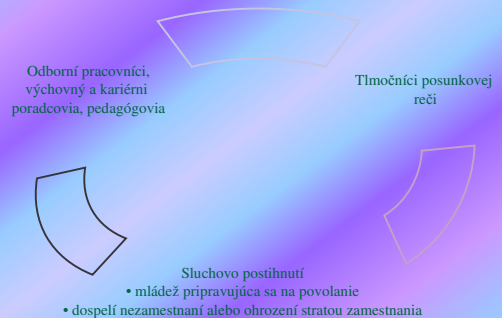 Odborní pracovníci,
výchovný a kariérni
poradcovia, pedagógovia
Tlmočníci posunkovej
reči
Sluchovo postihnutí
• mládež pripravujúca sa na povolanie
• dospelí nezamestnaní alebo ohrození stratou zamestnania